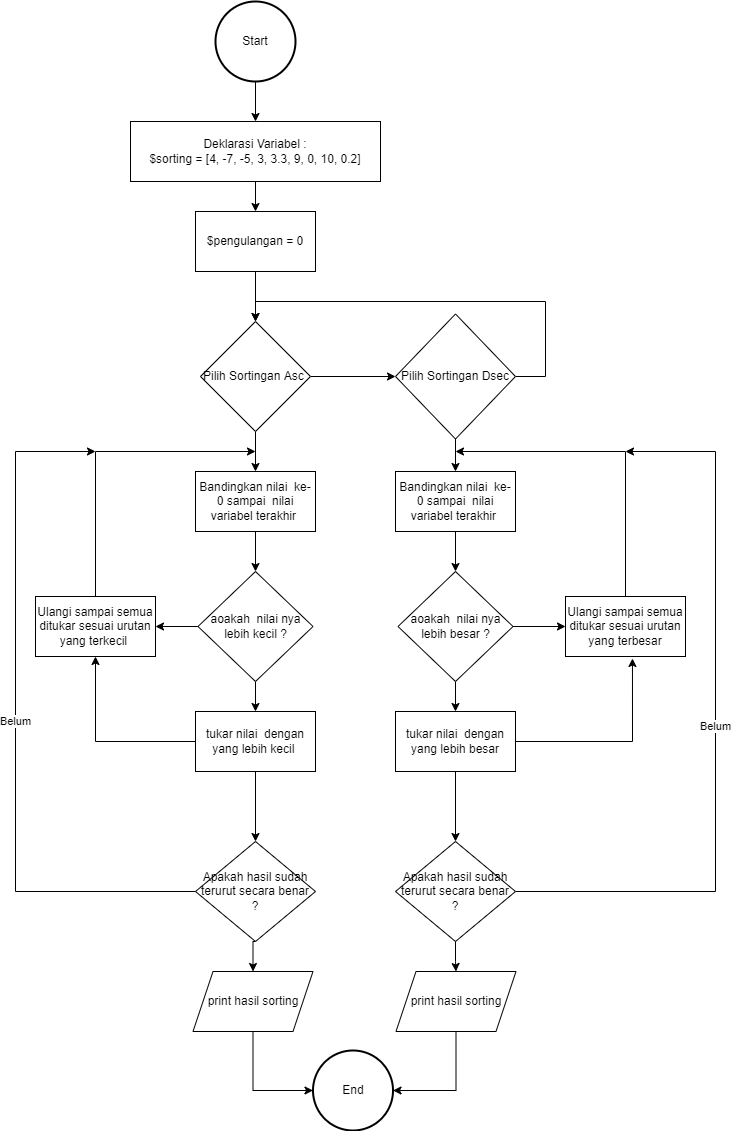 Start
Deklarasi Variabel :
$sorting = [4, -7, -5, 3, 3.3, 9, 0, 10, 0.2]
$pengulangan = 0
Pilih Sortingan Asc
Pilih Sortingan Dsec
Bandingkan nilai ke-
0 sampai nilai
variabel terakhir
Bandingkan nilai ke-
0 sampai nilai
variabel terakhir
Ulangi sampai semua
ditukar sesuai urutan
yang terkecil
aoakah nilai nya
lebih kecil ?
aoakah nilai nya
lebih besar ?
Ulangi sampai semua
ditukar sesuai urutan
yang terbesar
Belum
tukar nilai dengan
yang lebih kecil
tukar nilai dengan
yang lebih besar
Belum
Apakah hasil sudah
terurut secara benar
?
Apakah hasil sudah
terurut secara benar
?
print hasil sorting
print hasil sorting
End